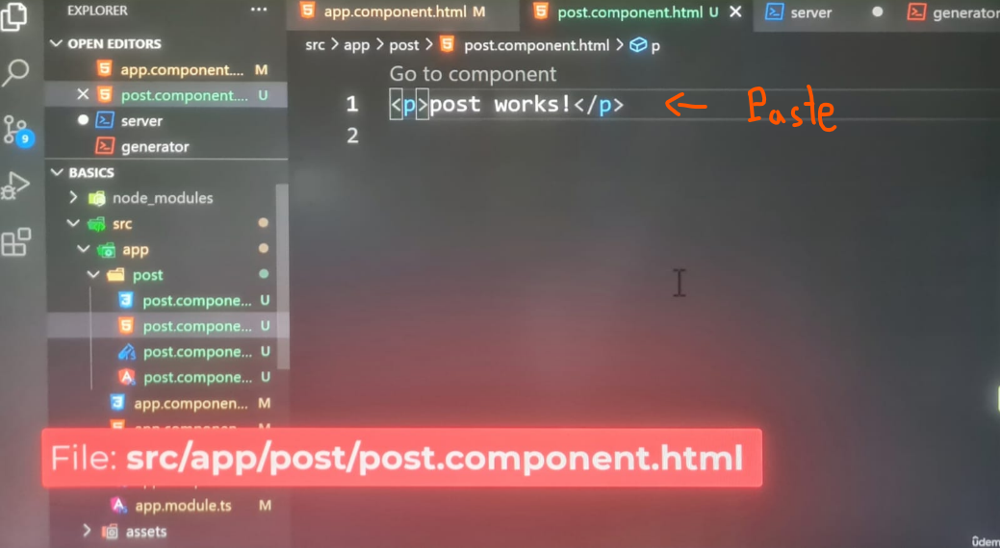 EXPLORER ...
app.component.html M
post.component.html U
server
generator
OPEN EDITORS
app.component.... M
post.component.... U
server
generator
9
src > app > post > post.component.html > p
Go to component
1 <p>post works!</p>
2
← Paste
BASICS
node_modules
src
app
post
post.compone... U
post.compone... U
post.compone... U
post.compone... U
app.componen... M
File: src/app/post/post.component.html
app.module.ts M
assets
ûdem